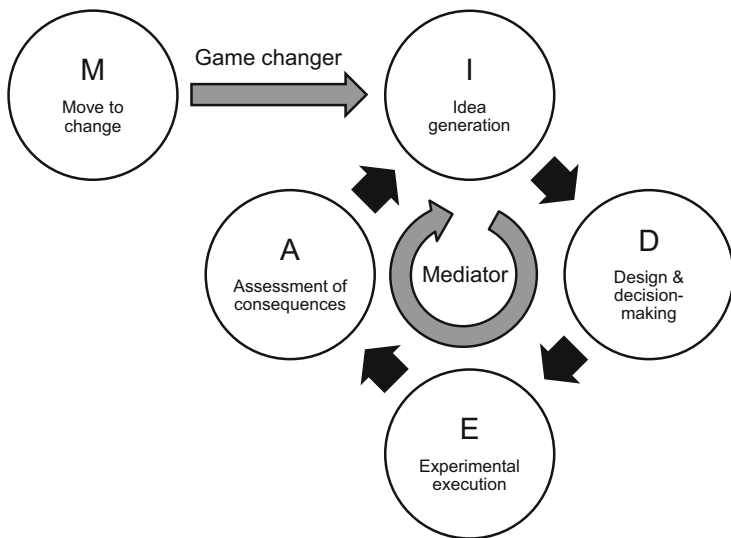 M
Move to
change
Game changer
I
Idea
generation
A
Assessment of
consequences
Mediator
D
Design &
decision-
making
E
Experimental
execution